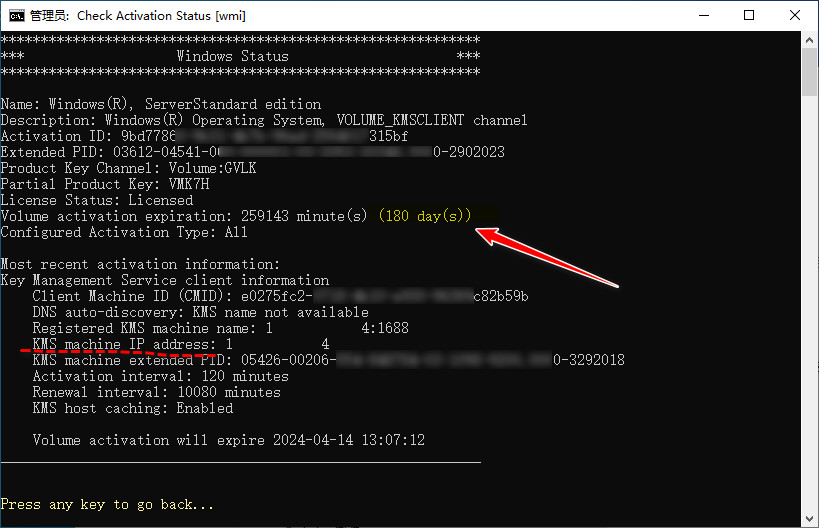 管理员: Check Activation Status [wmi]
************************************************************
*** Windows Status ***
************************************************************
Name: Windows(R), ServerStandard edition
Description: Windows(R) Operating System, VOLUME_KMSCLIENT channel
Activation ID: 9bd7786 315bf
Extended PID: 03612-04541-0 0-2902023
Product Key Channel: Volume:GVLK
Partial Product Key: VMK7H
License Status: Licensed
Volume activation expiration: 259143 minute(s) (180 day(s))
Configured Activation Type: All
Most recent activation information:
Key Management Service client information
Client Machine ID (CMID): e0275fc2- c82b59b
DNS auto-discovery: KMS name not available
Registered KMS machine name: 1 4:1688
KMS machine IP address: 1 4
KMS machine extended PID: 05426-00206- 0-3292018
Activation interval: 120 minutes
Renewal interval: 10080 minutes
KMS host caching: Enabled
Volume activation will expire 2024-04-14 13:07:12
____________________________________________________________
Press any key to go back...